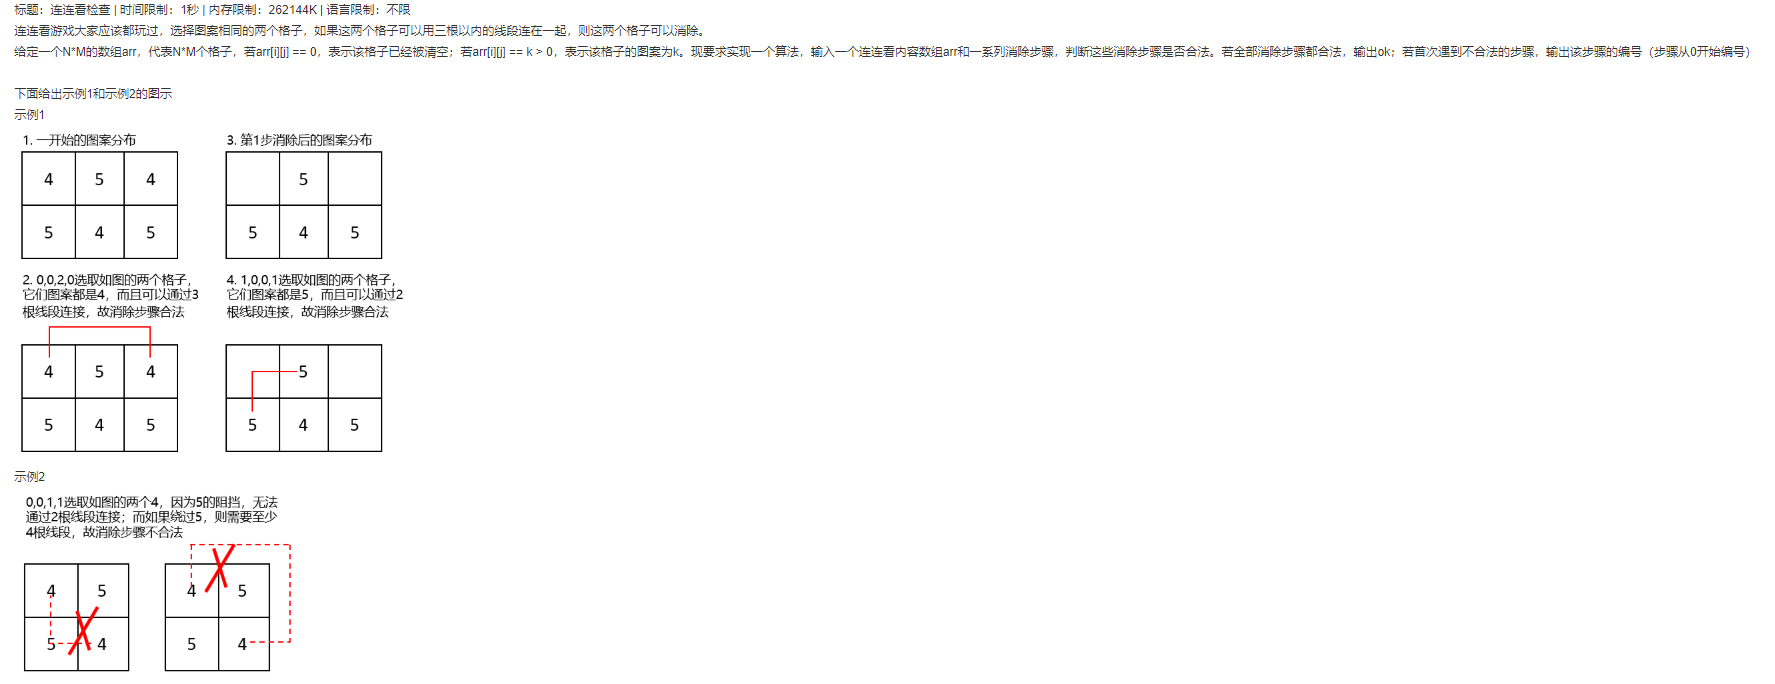 标题：连连看检查 | 时间限制：1秒 | 内存限制：262144K | 语言限制：不限
连连看游戏大家应该都玩过，选择图案相同的两个格子，如果这两个格子可以用三根以内的线段连在一起，则这两个格子可以消除。
给定一个N*M的数组arr，代表N*M个格子，若arr[i][j] == 0，表示该格子已经被清空；若arr[i][j] == k > 0，表示该格子的图案为k。现要求实现一个算法，输入一个连连看内容数组arr和一系列消除步骤，判断这些消除步骤是否合法。若全部消除步骤都合法，输出ok；若首次遇到不合法的步骤，输出该步骤的编号（步骤从0开始编号）
下面给出示例1和示例2的图示
示例1
1. 一开始的图案分布
4 5 4
5 4 5
2. 0,0,2,0选取如图的两个格子，
它们图案都是4，而且可以通过3
根线段连接，故消除步骤合法
4 5 4
5 4 5
3. 第1步消除后的图案分布
5
5 4 5
4. 1,0,0,1选取如图的两个格子，
它们图案都是5，而且可以通过2
根线段连接，故消除步骤合法
5
5 4 5
示例2
0,0,1,1选取如图的两个4，因为5的阻挡，无法
通过2根线段连接；而如果绕过5，则需要至少
4根线段，故消除步骤不合法
4 5
5 4
4 5
5 4